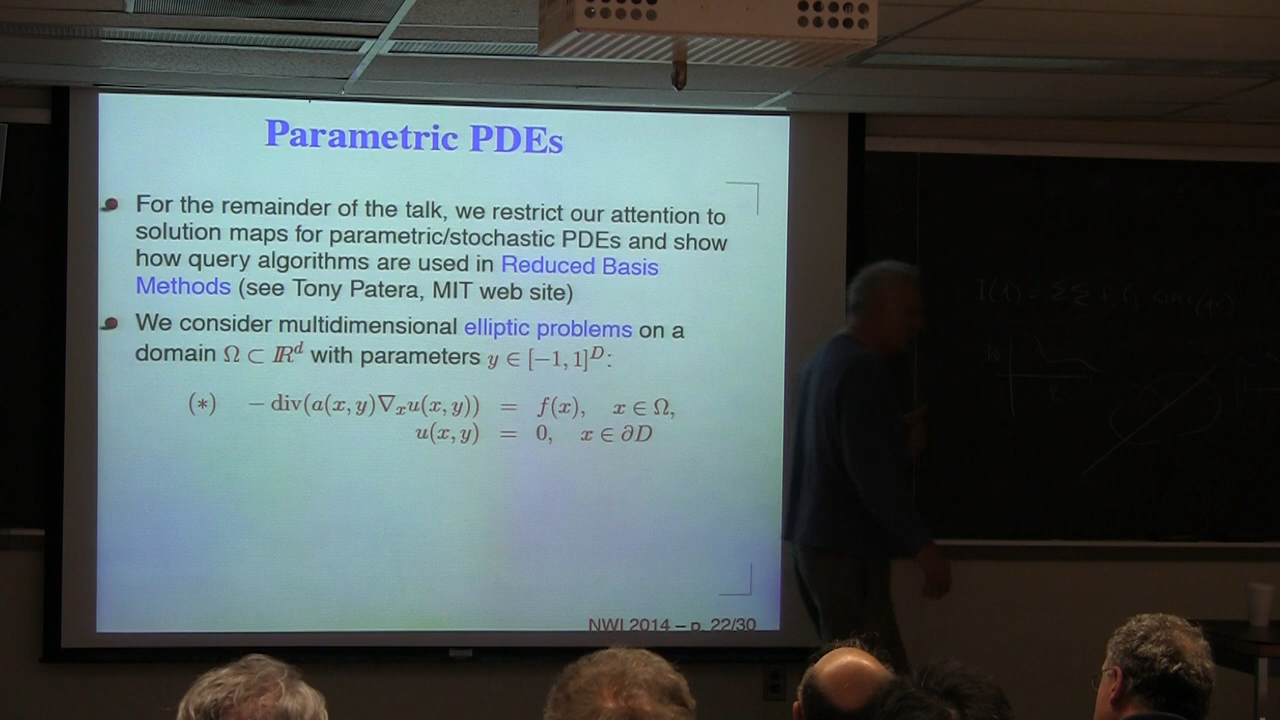 Parametric PDEs
For the remainder of the talk, we restrict our attention to
solution maps for parametric/stochastic PDEs and show
how query algorithms are used in Reduced Basis
Methods (see Tony Patera, MIT web site)
We consider multidimensional elliptic problems on a
domain Ω ⊂ ℝ^d with parameters y ∈ [−1, 1]^D:
(∗) − div(a(x, y)∇ₓu(x, y)) = f(x), x ∈ Ω,
u(x, y) = 0, x ∈ ∂D
NWI 2014 – p. 22/30